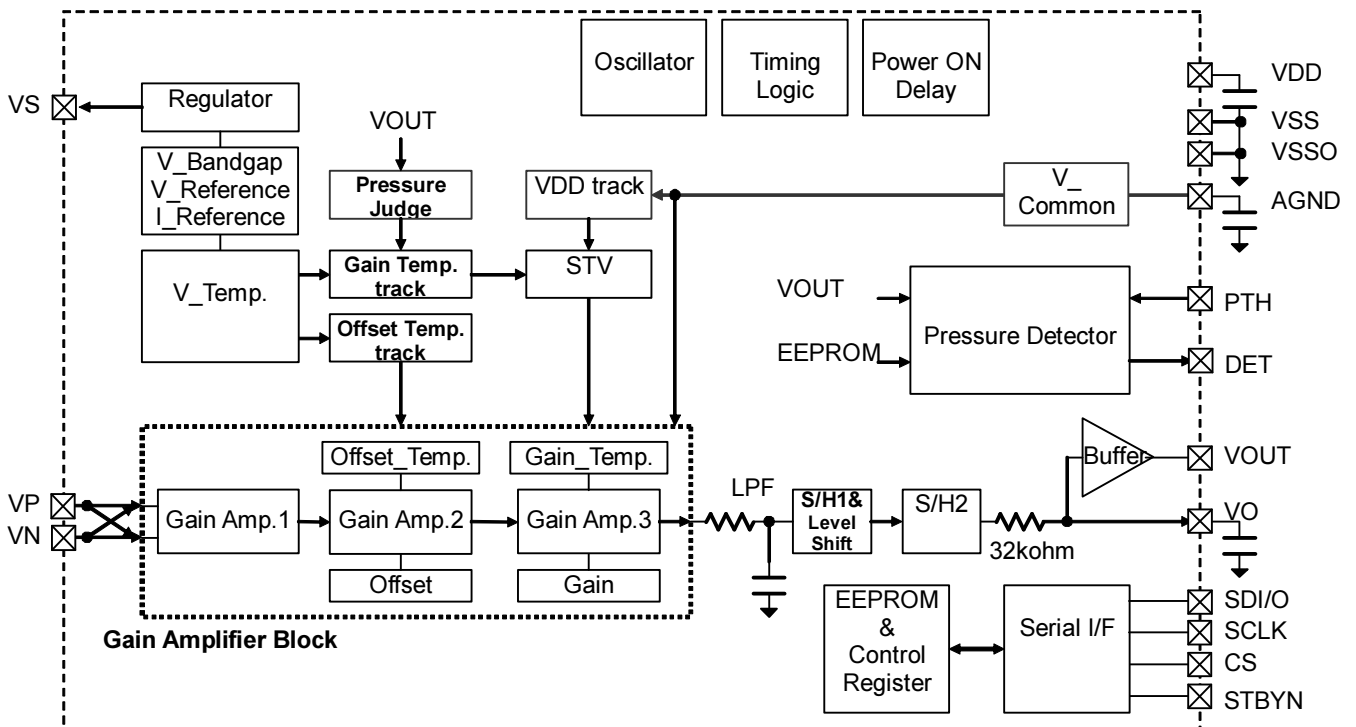 Oscillator
Timing
Logic
Power ON
Delay
VDD
VS
Regulator
VOUT
VSS
VSSO
V_Bandgap
V_Reference
I_Reference
Pressure
Judge
VDD track
V_
Common
AGND
V_Temp.
Gain Temp.
track
STV
VOUT
PTH
Offset Temp.
track
EEPROM
Pressure Detector
DET
Offset_Temp.
Gain_Temp.
Buffer
VOUT
VP
VN
Gain Amp.1
Gain Amp.2
Gain Amp.3
LPF
S/H1&
Level
Shift
S/H2
32kohm
VO
Offset
Gain
Gain Amplifier Block
EEPROM
&
Control
Register
Serial I/F
SDI/O
SCLK
CS
STBYN